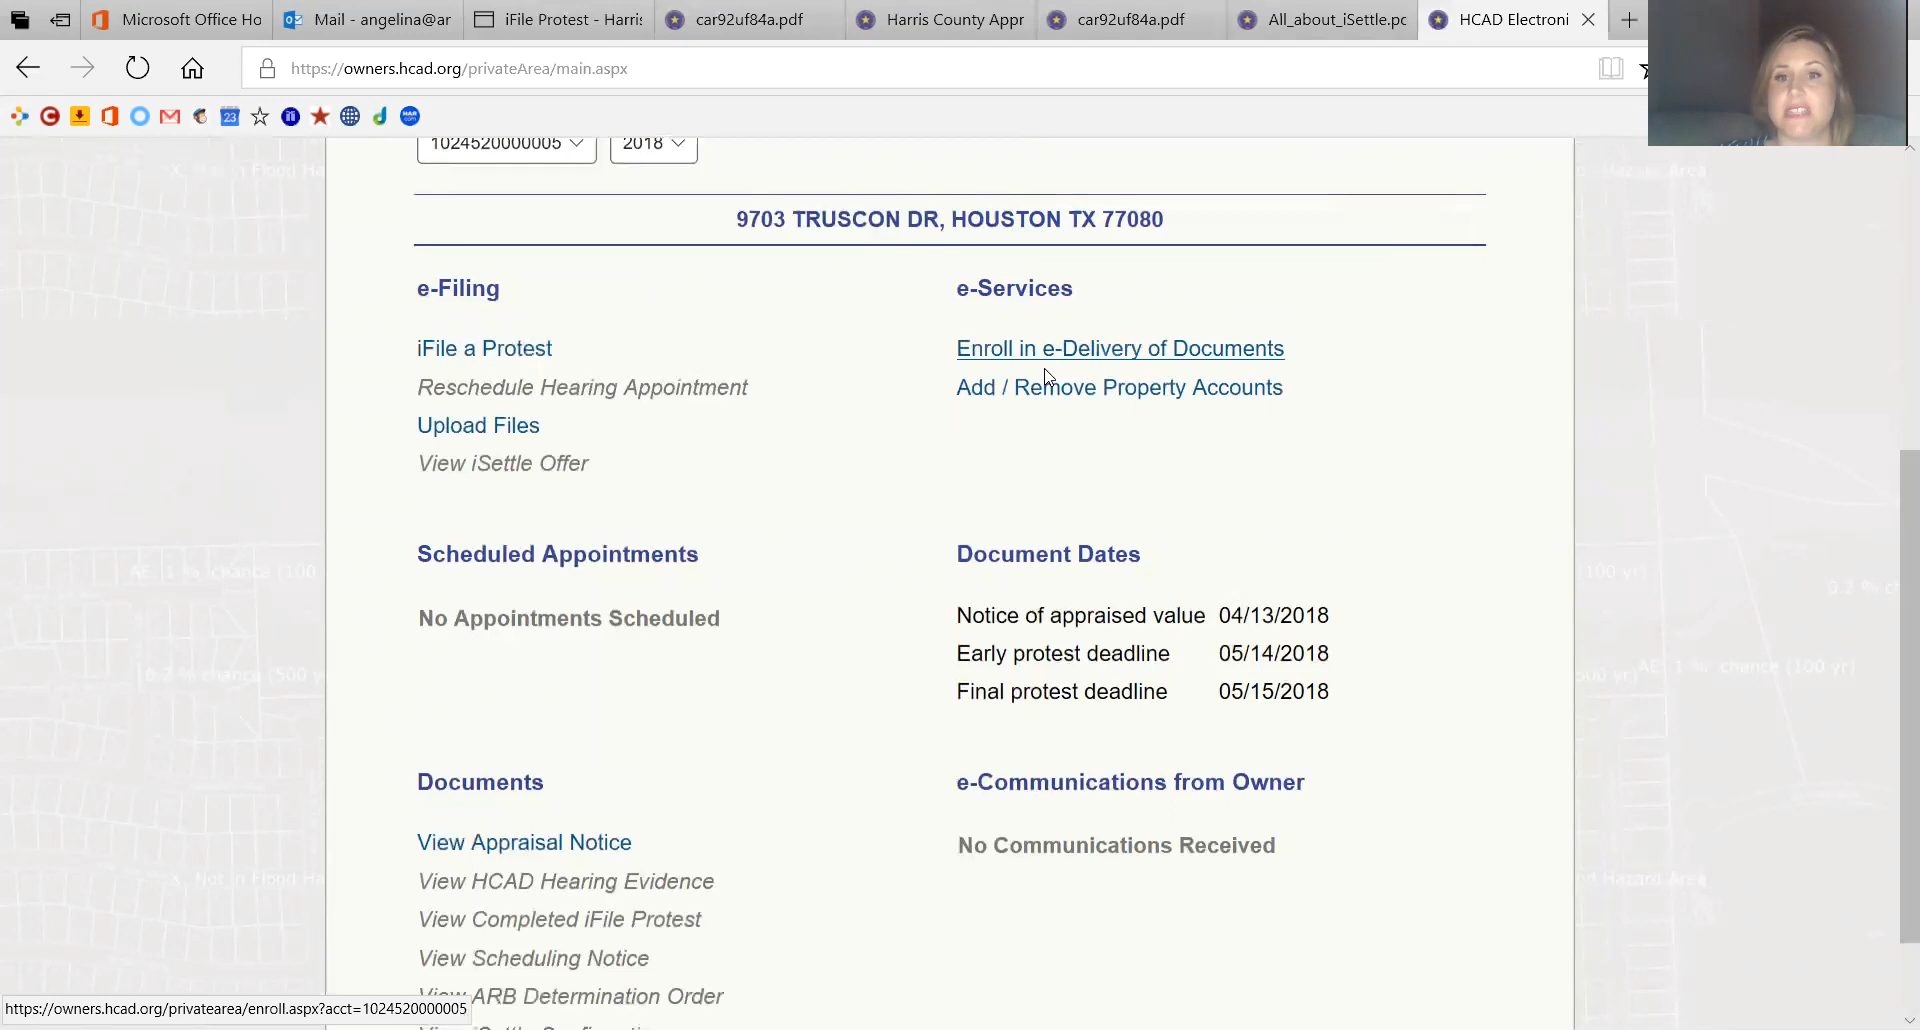 Microsoft Office Ho
Mail - angelina@ar
iFile Protest - Harris
car92uf84a.pdf
Harris County Appr
car92uf84a.pdf
All_about_iSettle.pc
HCAD Electroni
https://owners.hcad.org/privateArea/main.aspx
23
1024520000005
2018
9703 TRUSCON DR, HOUSTON TX 77080
e-Filing
iFile a Protest
Reschedule Hearing Appointment
Upload Files
View iSettle Offer
e-Services
Enroll in e-Delivery of Documents
Add / Remove Property Accounts
Scheduled Appointments
No Appointments Scheduled
Document Dates
Notice of appraised value 04/13/2018
Early protest deadline 05/14/2018
Final protest deadline 05/15/2018
Documents
View Appraisal Notice
View HCAD Hearing Evidence
View Completed iFile Protest
View Scheduling Notice
ARB Determination Order
e-Communications from Owner
No Communications Received
https://owners.hcad.org/privatearea/enroll.aspx?acct=1024520000005